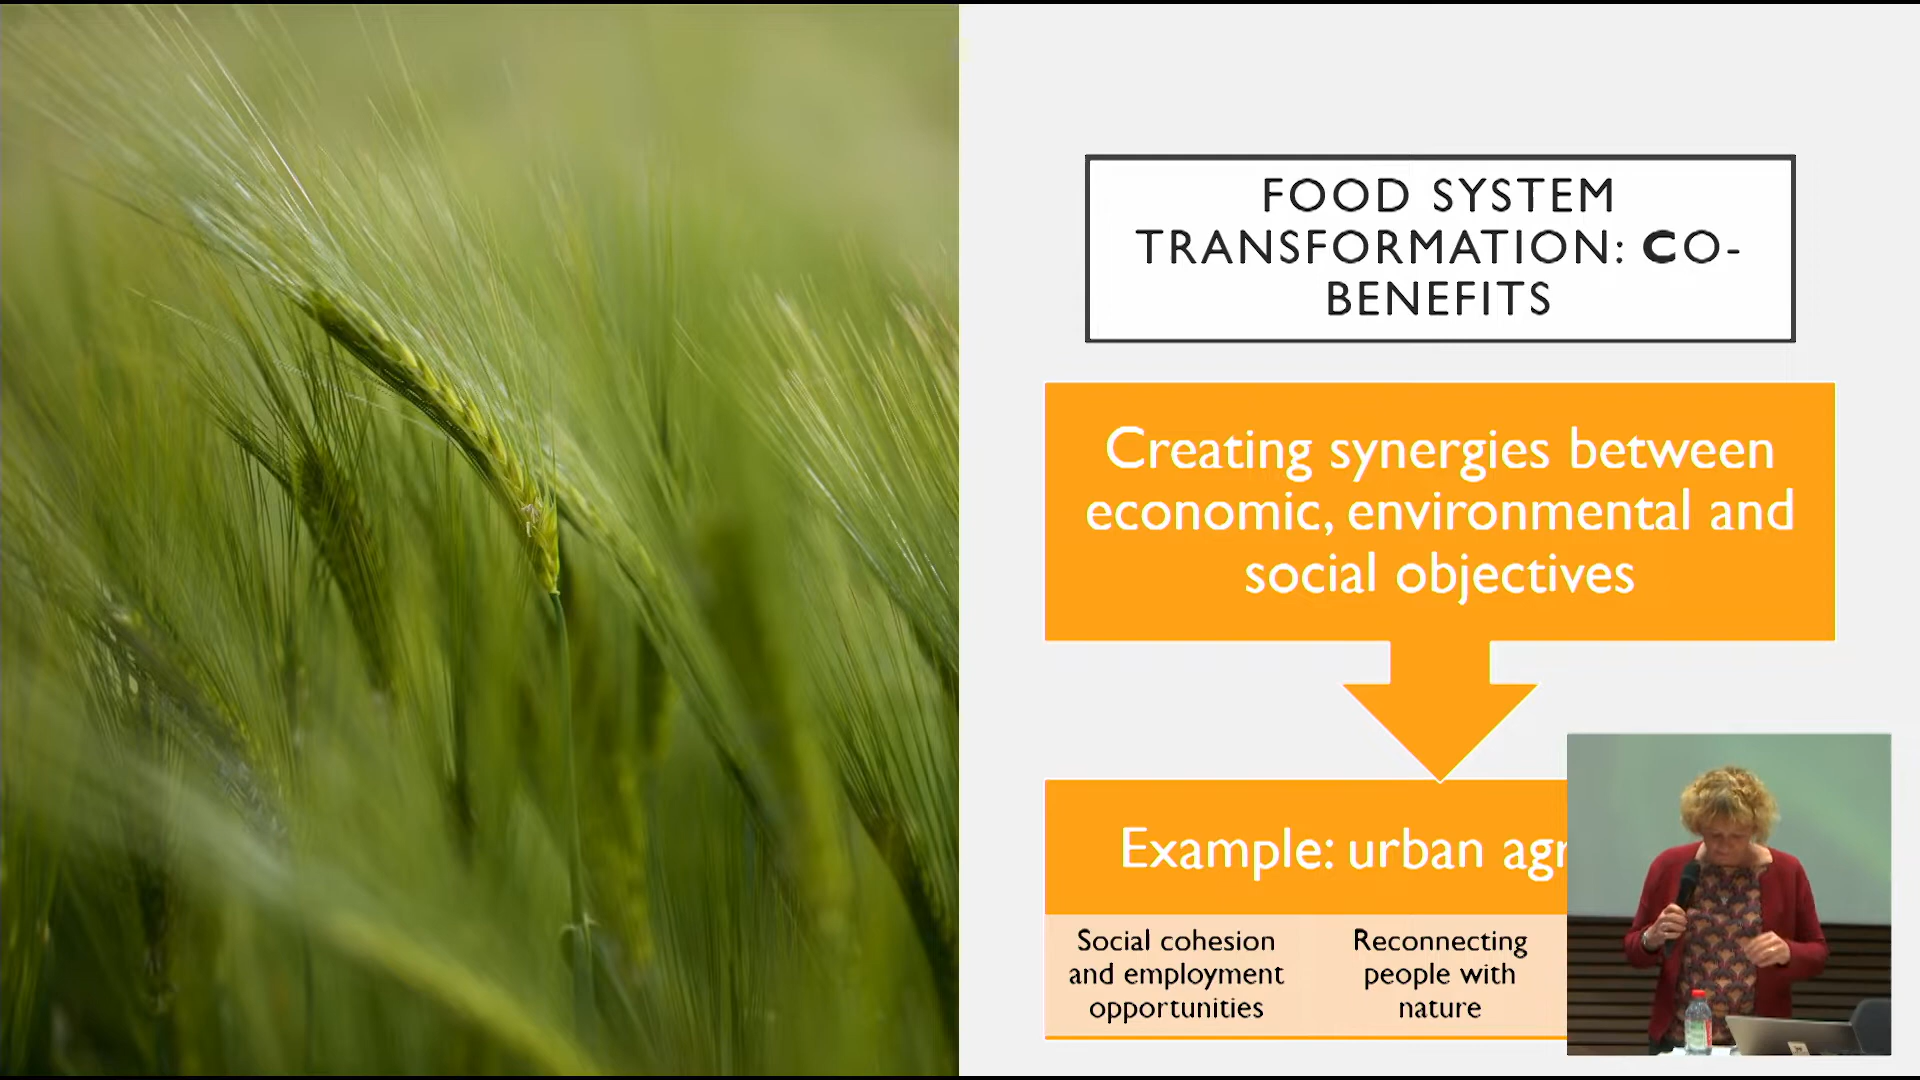 FOOD SYSTEM
TRANSFORMATION: CO-
BENEFITS
Creating synergies between
economic, environmental and
social objectives
Example: urban
Social cohesion
and employment
opportunities
Reconnecting
people with
nature